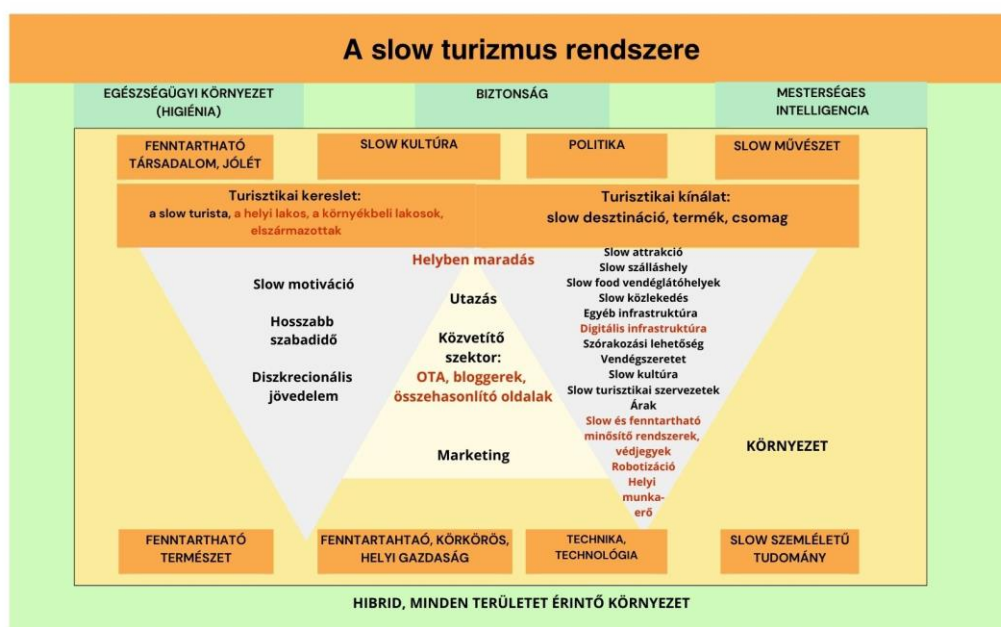 A slow turizmus rendszere
EGÉSZSÉGÜGYI KÖRNYEZET
(HIGIÉNIA)
BIZTONSÁG
MESTERSÉGES
INTELLIGENCIA
FENNTARTHATÓ
TÁRSADALOM, JÓLÉT
SLOW KULTÚRA
POLITIKA
SLOW MŰVÉSZET
Turisztikai kereslet:
a slow turista, a helyi lakos, a környékbeli lakosok,
elszármazottak
Turisztikai kínálat:
slow desztináció, termék, csomag
Slow motiváció
Hosszabb
szabadidő
Diszkrecionális
jövedelem
Helyben maradás
Utazás
Közvetítő
szektor:
OTA, bloggerek,
összehasonlító oldalak
Marketing
Slow attrakció
Slow szálláshely
Slow food vendéglátóhelyek
Slow közlekedés
Egyéb infrastruktúra
Digitális infrastruktúra
Szórakozási lehetőség
Vendégszeretet
Slow kultúra
Slow turisztikai szervezetek
Árak
Slow és fenntartható
minősítő rendszerek,
védjegyek
Robotizáció
Helyi
munka-
erő
KÖRNYEZET
FENNTARTHATÓ
TERMÉSZET
FENNTARTAHTAÓ, KÖRKÖRÖS,
HELYI GAZDASÁG
TECHNIKA,
TECHNOLÓGIA
SLOW SZEMLÉLETŰ
TUDOMÁNY
HIBRID, MINDEN TERÜLETET ÉRINTŐ KÖRNYEZET